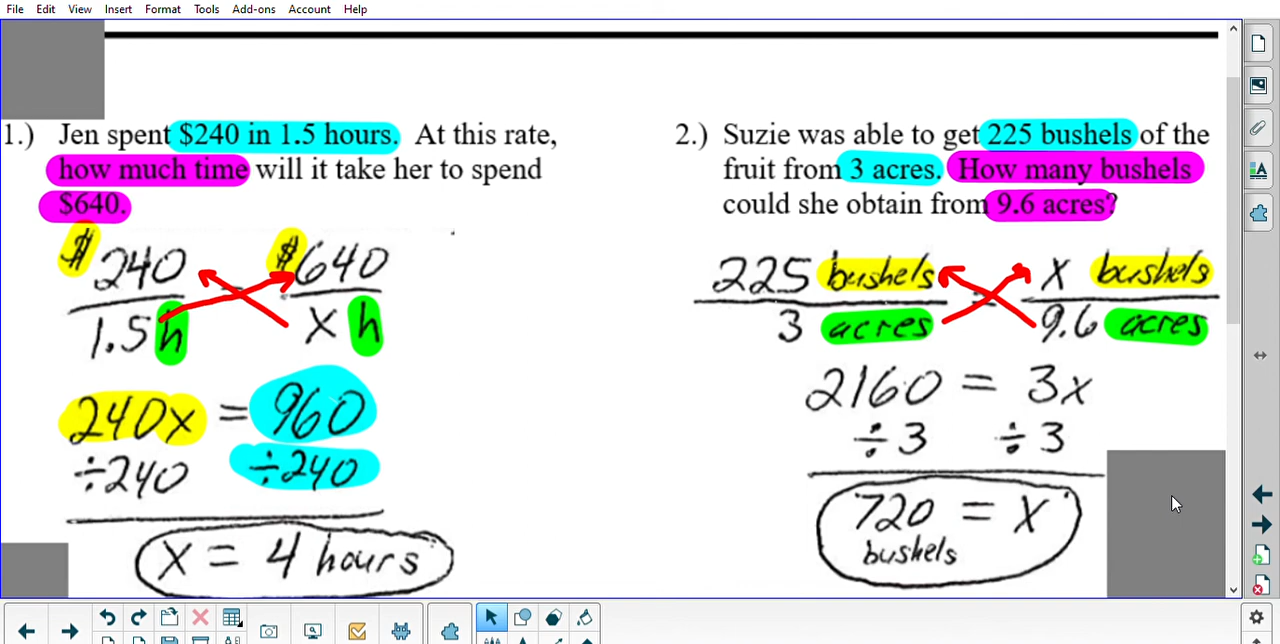 File Edit View Insert Format Tools Add-ons Account Help
1.) Jen spent $240 in 1.5 hours. At this rate,
how much time will it take her to spend
$640.
$240 = $640
1.5h x h
240x = 960
÷240 ÷240
x = 4 hours
2.) Suzie was able to get 225 bushels of the
fruit from 3 acres. How many bushels
could she obtain from 9.6 acres?
225 bushels = x bushels
3 acres 9.6 acres
2160 = 3x
÷3 ÷3
720 = x
bushels